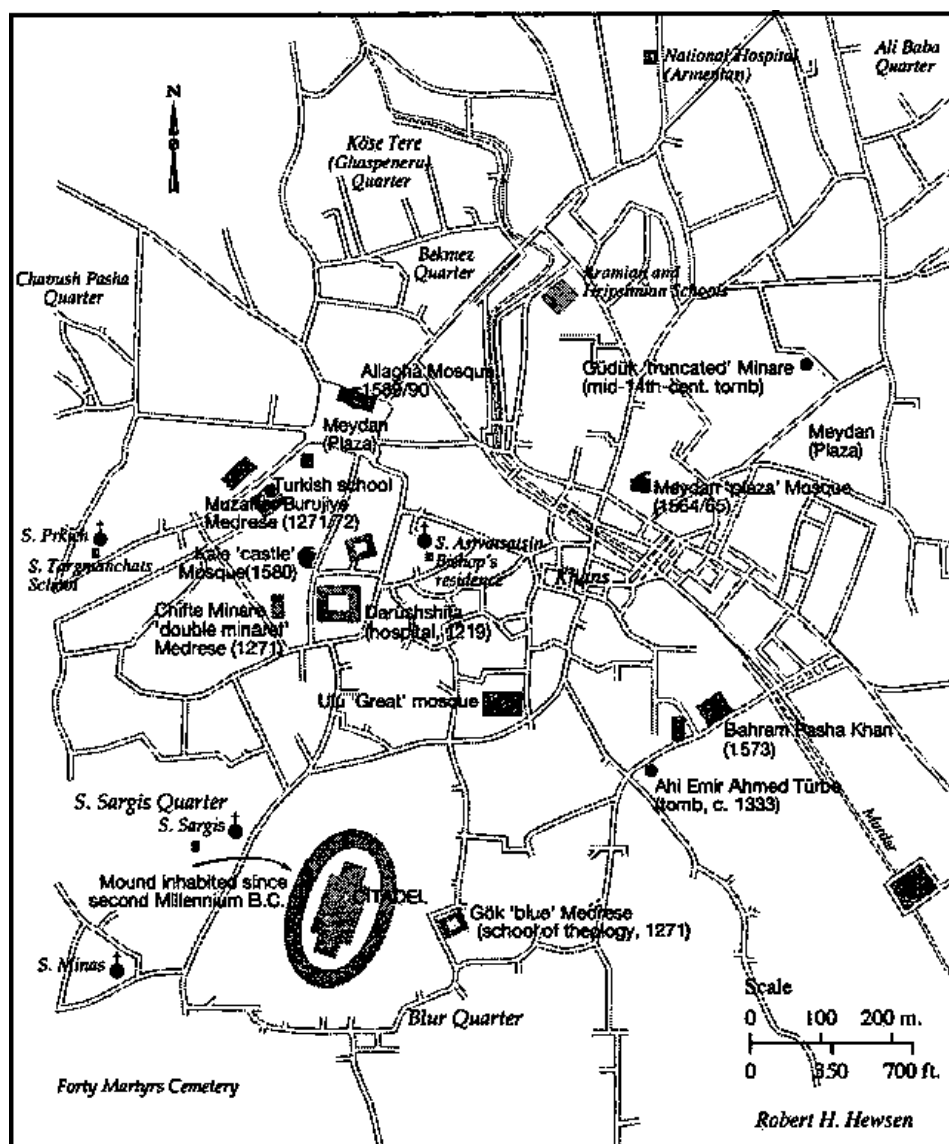 National Hospital
(Armenian)
Ali Baba
Quarter
N
Köse Tere
(Ghaspeneru)
Quarter
Bekmez
Quarter
Chavush Pasha
Quarter
Aramian and
Hripsimian Schools
Allagha Mosque
1589/90
Güdük 'truncated' Minare
(mid-14th-cent. tomb)
Meydan
(Plaza)
Meydan
(Plaza)
Turkish school
Burujiye
Medrese (1271/72)
Meydan 'plaza' Mosque
(1564/65)
S. Prkich
S. Targmanchats
School
Kale 'castle'
Mosque(1580)
S. Astvatsatsin
Bishop's
residence
Khans
Chifte Minare
'double minaret'
Medrese (1271)
Darushshifa
(hospital, 1219)
Ulu 'Great' mosque
Bahram Pasha Khan
(1573)
Ahi Emir Ahmed Türbe
(tomb, c. 1333)
S. Sargis Quarter
S. Sargis
Mound inhabited since
second Millennium B.C.
CITADEL
Gök 'blue' Medrese
(school of theology, 1271)
S. Minas
Blur Quarter
Scale
0 100 200 m.
0 350 700 ft.
Forty Martyrs Cemetery
Robert H. Hewsen